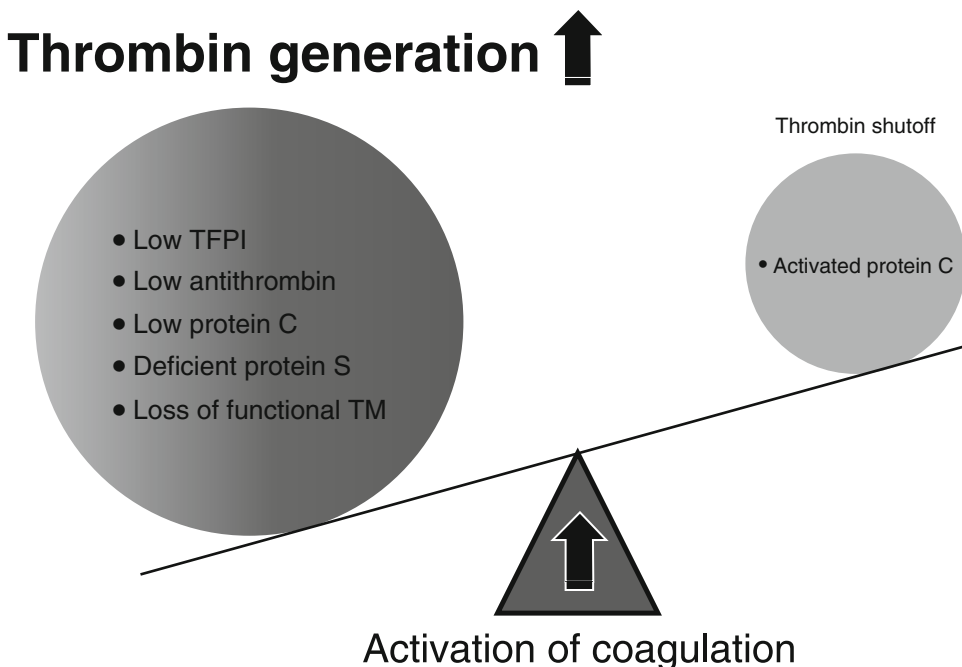 Thrombin generation
Thrombin shutoff
• Low TFPI
• Low antithrombin
• Low protein C
• Deficient protein S
• Loss of functional TM
• Activated protein C
Activation of coagulation